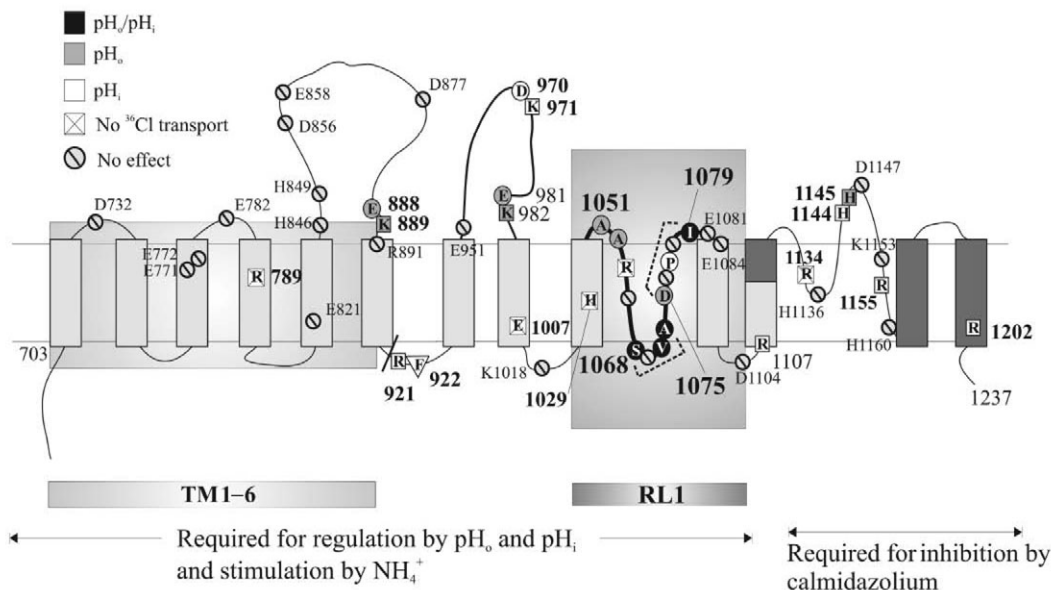 pHₒ/pHᵢ
pHₒ
pHᵢ
No ³⁶Cl transport
No effect
E858
D877
D856
H849
H846
888
E
889
K
R891
D732
E782
E772
E771
R
789
E821
703
R
921
F
922
E951
D
970
K
971
E
981
K
982
E
1007
K1018
1029
H
1051
A
A
R
S
1068
V
A
D
1075
P
I
1079
E1081
E1084
D1104
R
1107
1134
R
H1136
1144
H
1145
H
D1147
K1153
R
1155
H1160
R
1202
1237
TM1–6
RL1
Required for regulation by pHₒ and pHᵢ
and stimulation by NH₄⁺
Required for inhibition by
calmidazolium